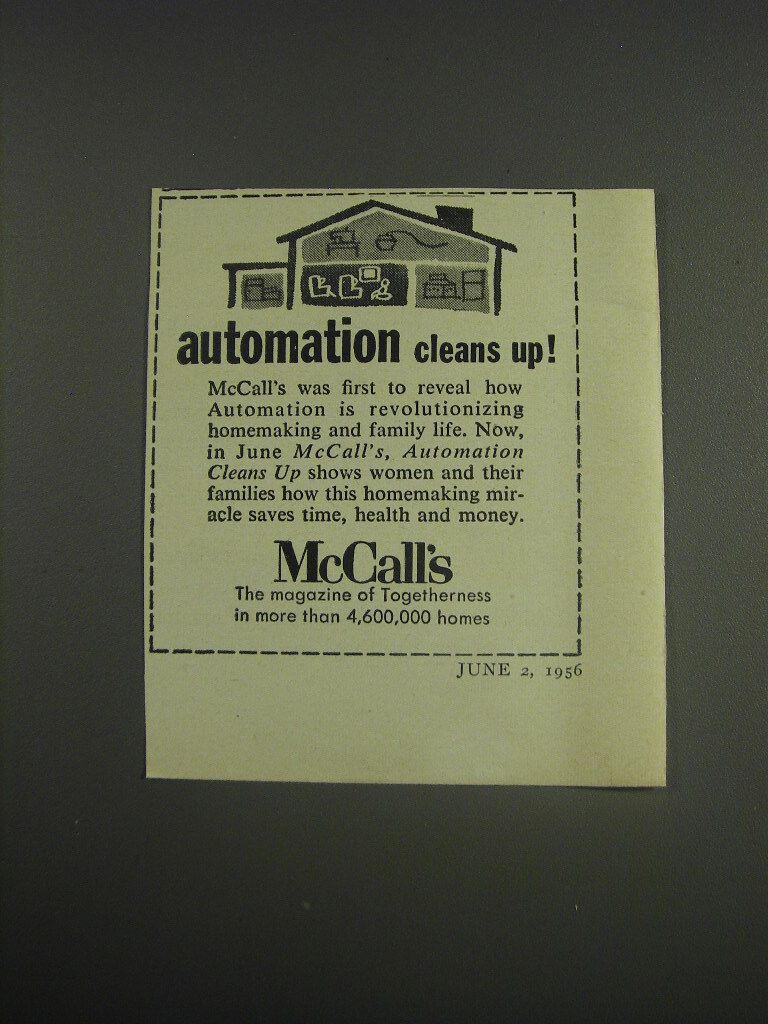 automation cleans up!
McCall's was first to reveal how
Automation is revolutionizing
homemaking and family life. Now,
in June McCall's, Automation
Cleans Up shows women and their
families how this homemaking mir-
acle saves time, health and money.
McCall's
The magazine of Togetherness
in more than 4,600,000 homes
JUNE 2, 1956